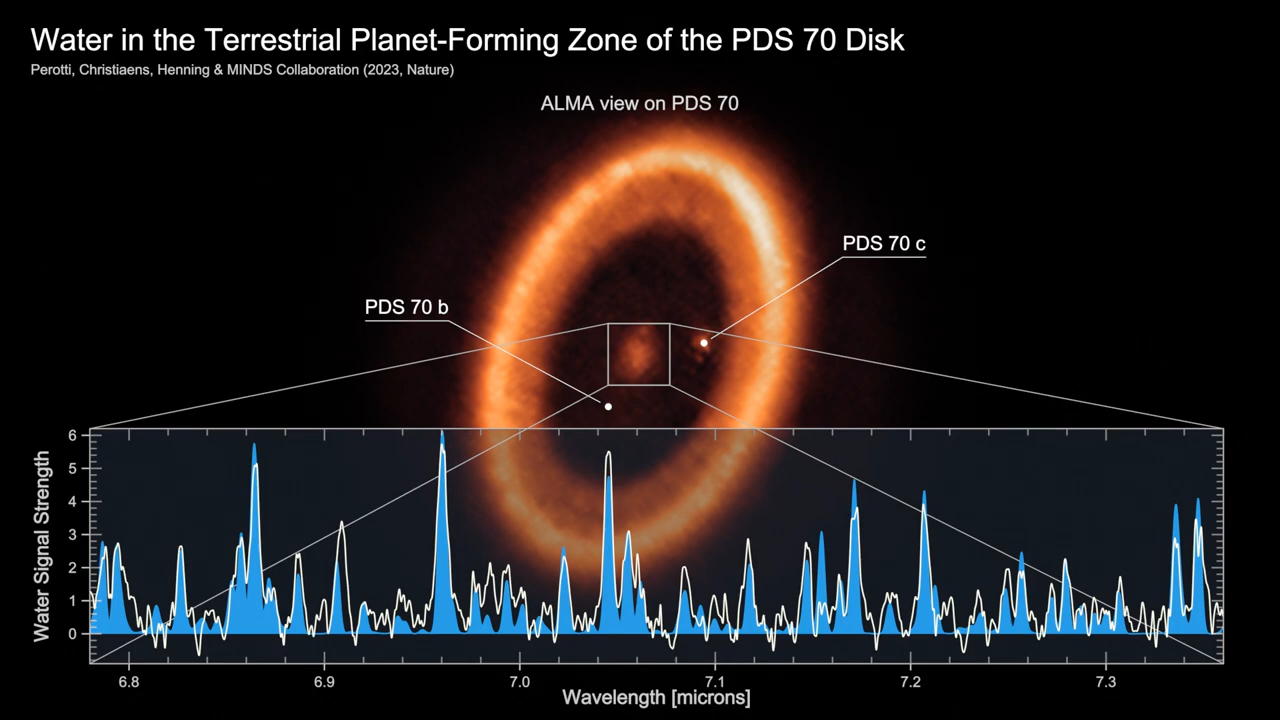 Water in the Terrestrial Planet-Forming Zone of the PDS 70 Disk
Perotti, Christiaens, Henning & MINDS Collaboration (2023, Nature)
ALMA view on PDS 70
PDS 70 c
PDS 70 b
Water Signal Strength
6
5
4
3
2
1
0
6.8 6.9 7.0 7.1 7.2 7.3
Wavelength [microns]